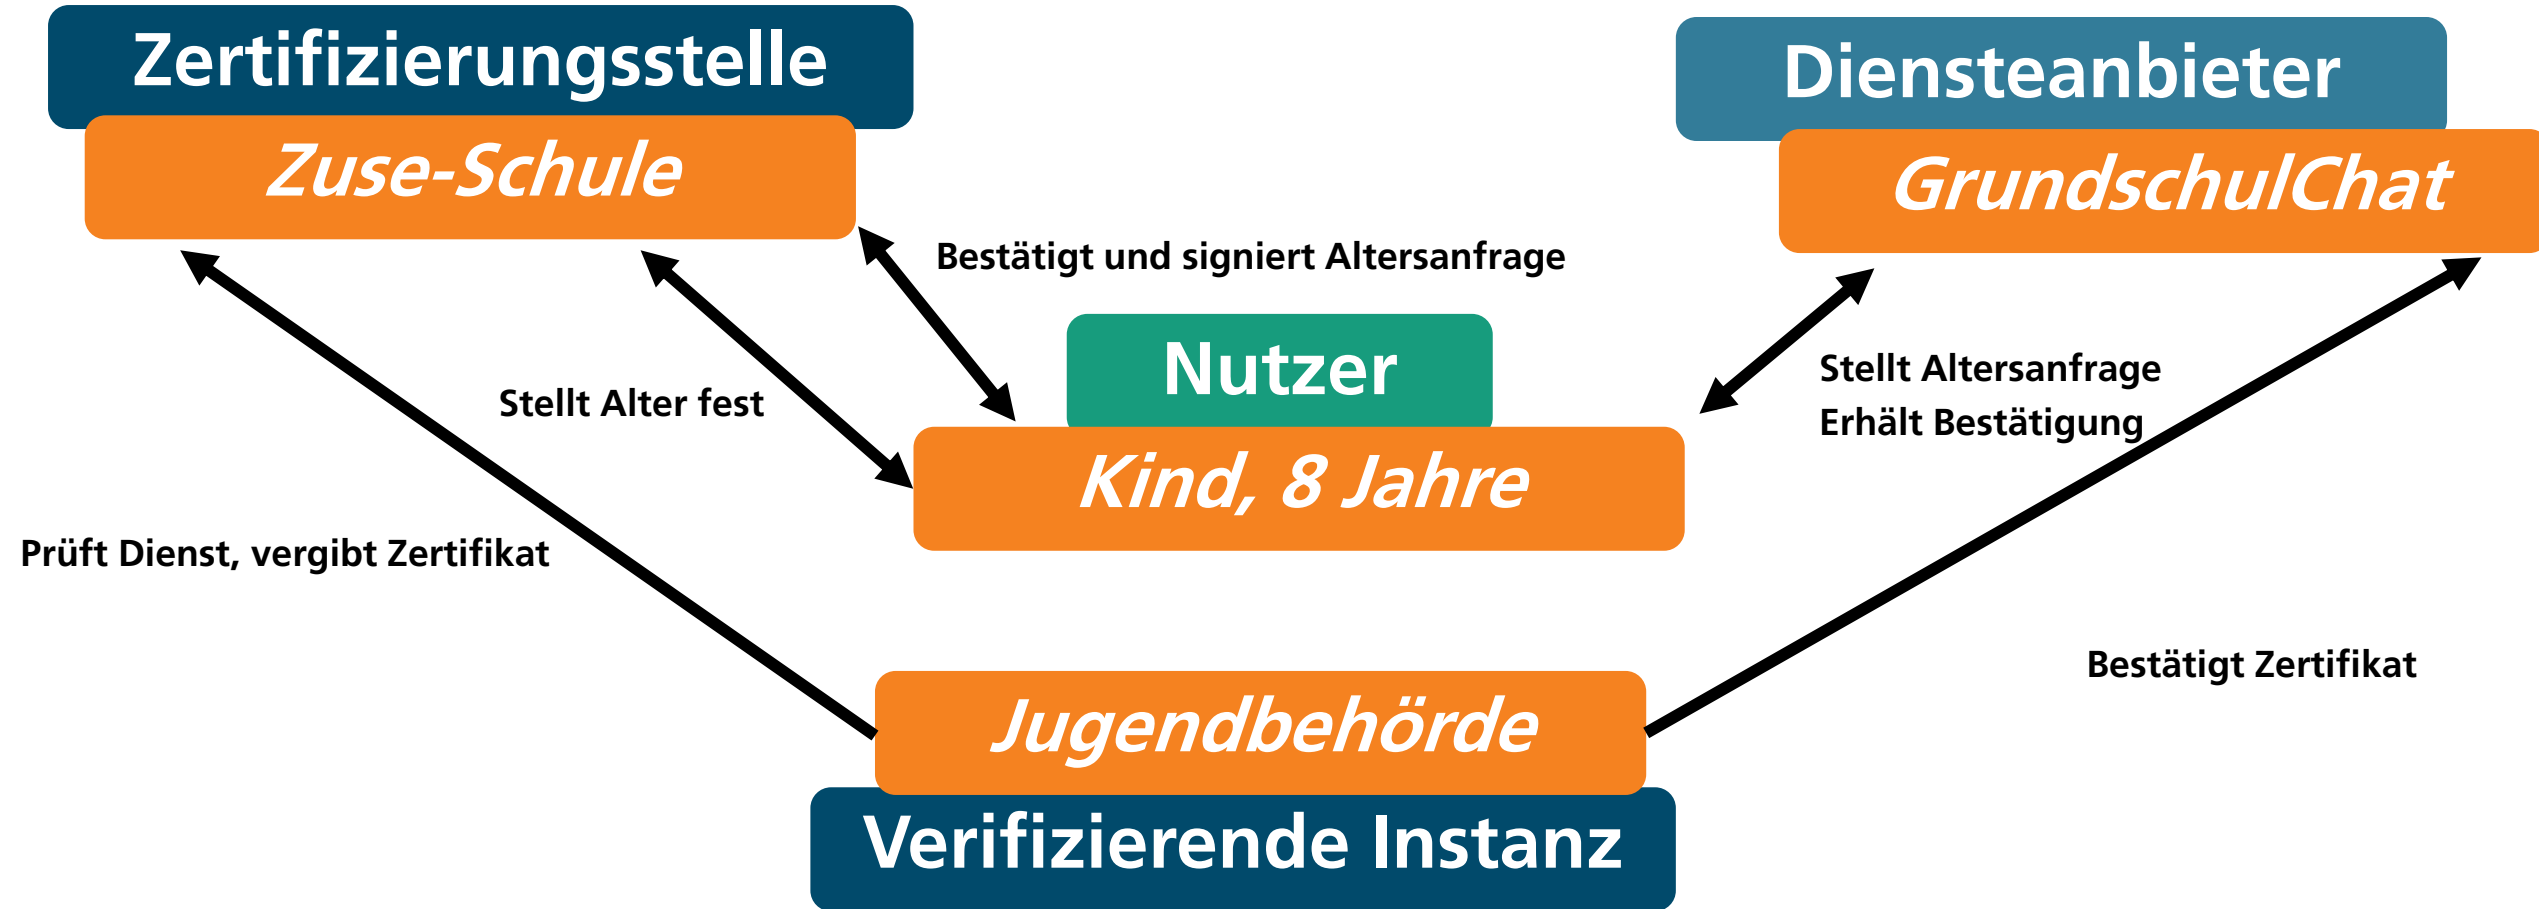 Zertifizierungsstelle
Zuse-Schule
Diensteanbieter
GrundschulChat
Bestätigt und signiert Altersanfrage
Nutzer
Kind, 8 Jahre
Stellt Alter fest
Stellt Altersanfrage
Erhält Bestätigung
Prüft Dienst, vergibt Zertifikat
Bestätigt Zertifikat
Jugendbehörde
Verifizierende Instanz